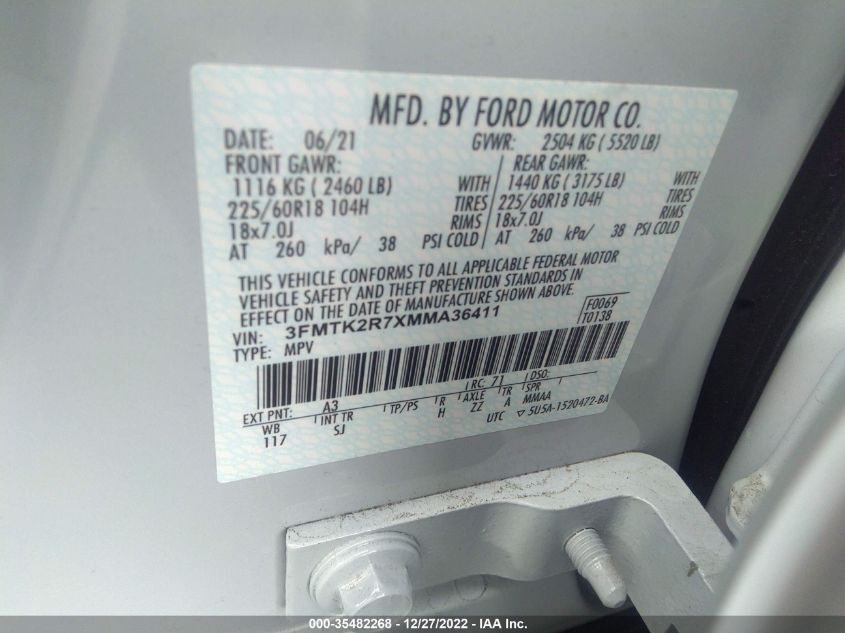 MFD. BY FORD MOTOR CO.
DATE: 06/21 GVWR: 2504 KG ( 5520 LB)
FRONT GAWR: REAR GAWR:
1116 KG ( 2460 LB) WITH 1440 KG ( 3175 LB) WITH
225/60R18 104H TIRES 225/60R18 104H TIRES
18x7.0J RIMS 18x7.0J RIMS
AT 260 kPa/ 38 PSI COLD AT 260 kPa/ 38 PSI COLD
THIS VEHICLE CONFORMS TO ALL APPLICABLE FEDERAL MOTOR
VEHICLE SAFETY AND THEFT PREVENTION STANDARDS IN
EFFECT ON THE DATE OF MANUFACTURE SHOWN ABOVE.
VIN: 3FMTK2R7XMMA36411 F0069
TYPE: MPV T0138
EXT PNT: A3 RC: 71 DSO:
WB INT TR TP/PS R AXLE TR SPR
117 SJ H ZZ A MMAA
UTC ▽ 5U5A-1520472-BA
000-35482268 - 12/27/2022 - IAA Inc.